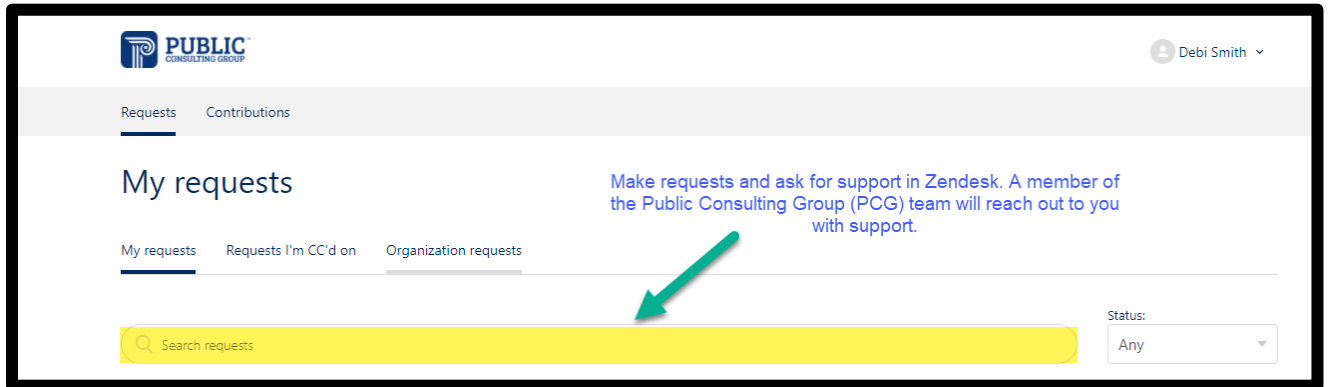 PUBLIC
CONSULTING GROUP
Debi Smith
Requests Contributions
My requests
Make requests and ask for support in Zendesk. A member of
the Public Consulting Group (PCG) team will reach out to you
with support.
My requests Requests I'm CC'd on Organization requests
Status:
Search requests
Any